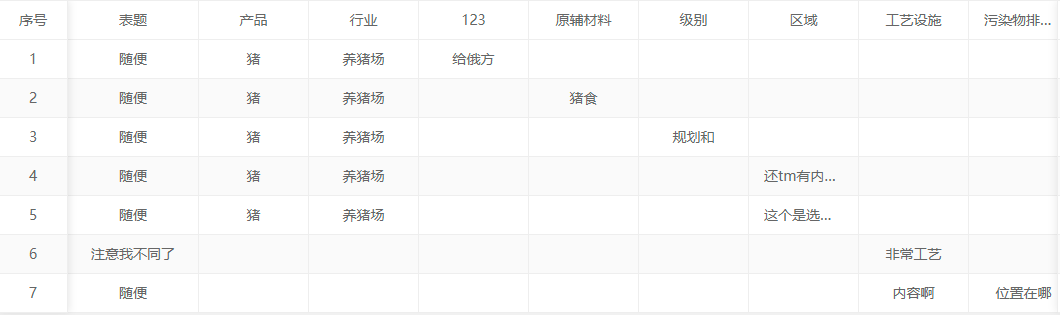 序号 表题 产品 行业 123 原辅材料 级别 区域 工艺设施 污染物排...
1 随便 猪 养猪场 给俄方
2 随便 猪 养猪场 猪食
3 随便 猪 养猪场 规划和
4 随便 猪 养猪场 还tm有内...
5 随便 猪 养猪场 这个是选...
6 注意我不同了 非常工艺
7 随便 内容啊 位置在哪